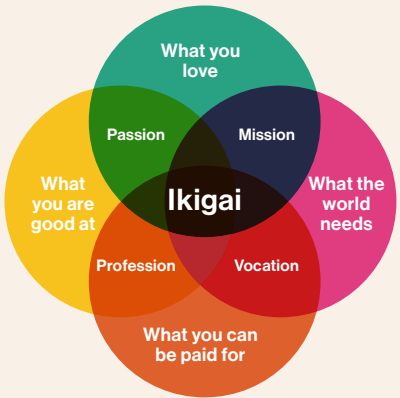 What you
love
Passion
Mission
What
you are
good at
Ikigai
What the
world
needs
Profession
Vocation
What you can
be paid for